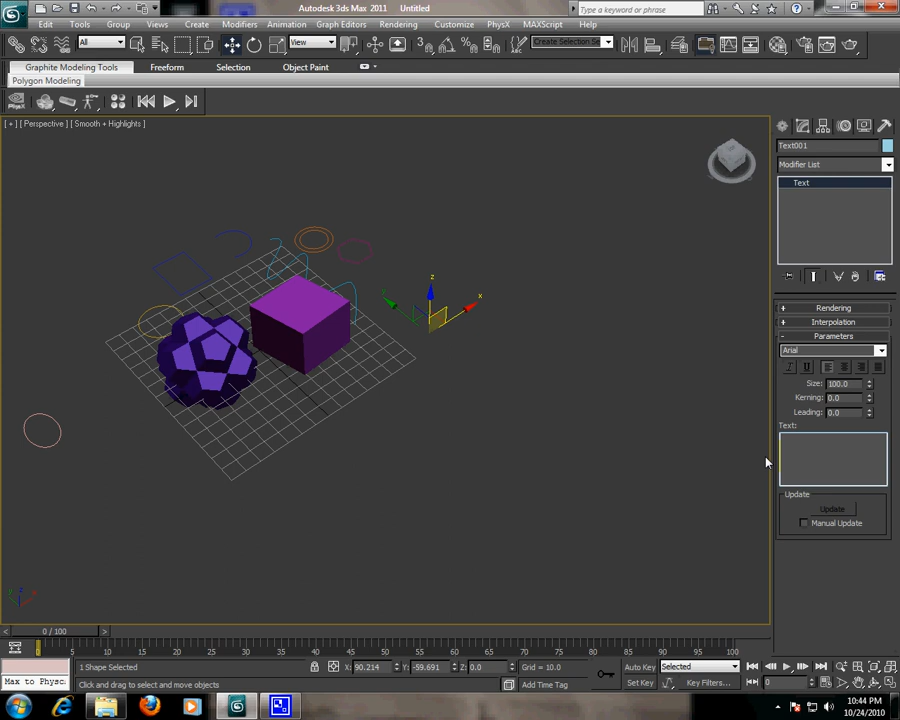 Autodesk 3ds Max 2011 Untitled
Type a keyword or phrase
Edit Tools Group Views Create Modifiers Animation Graph Editors Rendering Customize PhysX MAXScript Help
All View Create Selection Se
Graphite Modeling Tools Freeform Selection Object Paint
Polygon Modeling
[ + ] [ Perspective ] [ Smooth + Highlights ]
Text001
Modifier List
Text
z
x
+ Rendering
+ Interpolation
- Parameters
Arial
I U
Size: 100.0
Kerning: 0.0
Leading: 0.0
Text:
Update
Update
Manual Update
< 0 / 100 >
0 5 10 15 20 25 30 35 40 45 50 55 60 65 70 75 80 85 90 95 100
1 Shape Selected X: 90.214 Y: -59.691 Z: 0.0 Grid = 10.0 Auto Key Selected
Max to Physc: Click and drag to select and move objects Add Time Tag Set Key Key Filters... 0
10:44 PM
10/24/2010